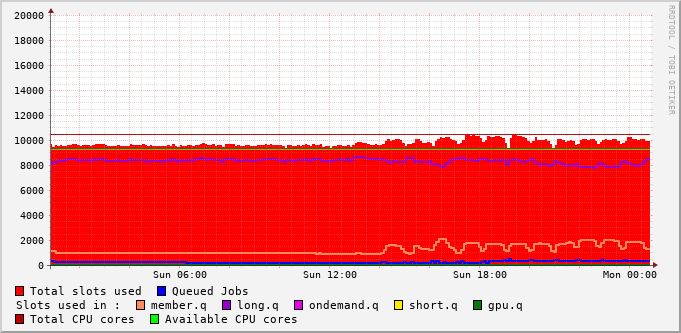 20000
18000
16000
14000
12000
10000
8000
6000
4000
2000
0
Sun 06:00 Sun 12:00 Sun 18:00 Mon 00:00
Total slots used Queued Jobs
Slots used in : member.q long.q ondemand.q short.q gpu.q
Total CPU cores Available CPU cores
RRDTOOL / TOBI OETIKER